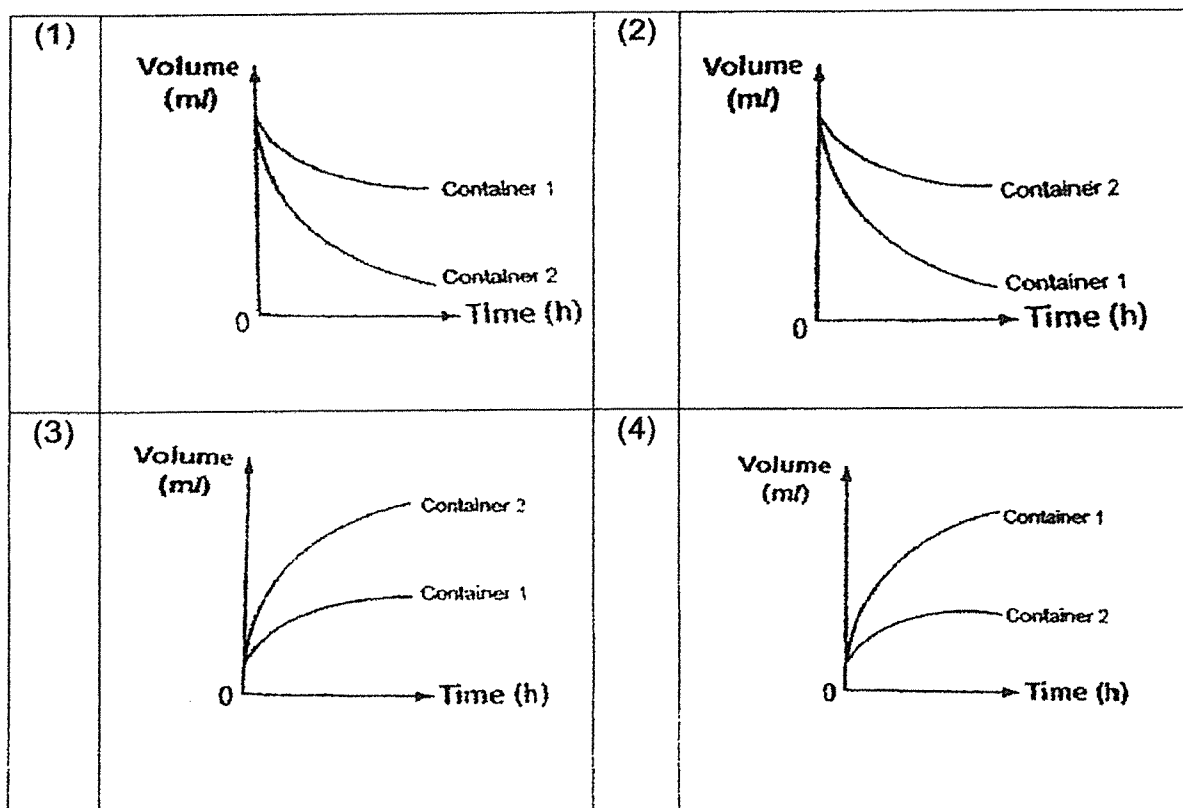 (1)
Volume
(ml)
Container 1
Container 2
0
Time (h)
(2)
Volume
(ml)
Container 2
Container 1
0
Time (h)
(3)
Volume
(ml)
Container 2
Container 1
0
Time (h)
(4)
Volume
(ml)
Container 1
Container 2
0
Time (h)